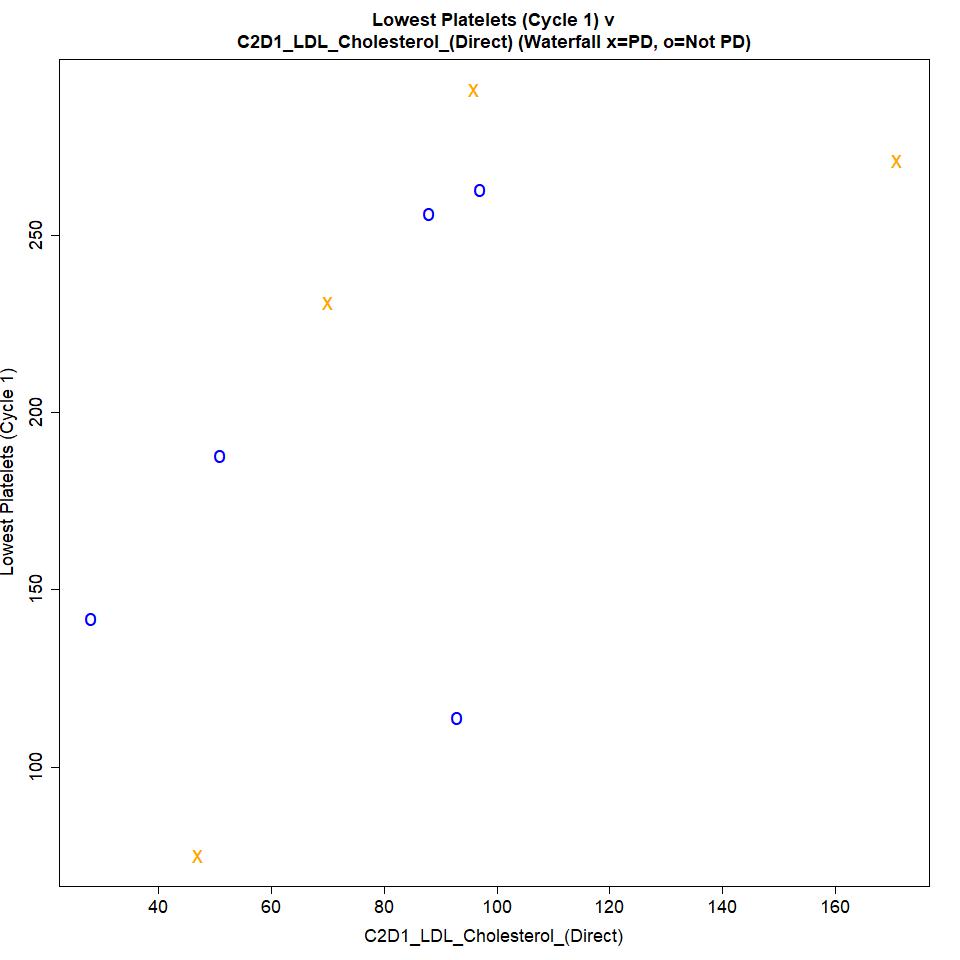 Lowest Platelets (Cycle 1) v
C2D1_LDL_Cholesterol_(Direct) (Waterfall x=PD, o=Not PD)
X
X
O
O
250
X
Lowest Platelets (Cycle 1)
200
O
150
O
O
100
X
40 60 80 100 120 140 160
C2D1_LDL_Cholesterol_(Direct)